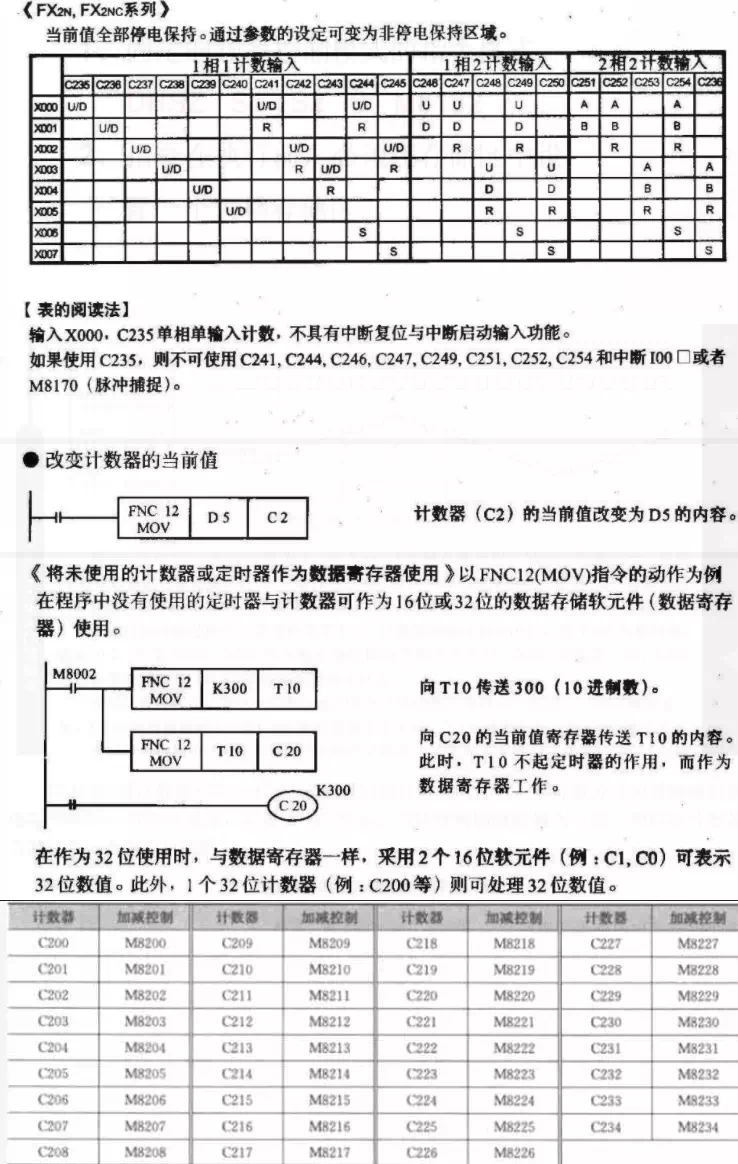 《FX2N, FX2NC系列》
当前值全部停电保持。通过参数的设定可变为非停电保持区域。
1相1计数输入 1相2计数输入 2相2计数输入
C235 C236 C237 C238 C239 C240 C241 C242 C243 C244 C245 C246 C247 C248 C249 C250 C251 C252 C253 C254 C236
X000 U/D U/D U/D U U U A A A
X001 U/D R R D D D B B B
X002 U/D U/D U/D R R R R
X003 U/D R U/D R U U A A
X004 U/D R D D B B
X005 U/D R R R R
X006 S S S
X007 S S S
【表的阅读法】
输入X000,C235单相单输入计数,不具有中断复位与中断启动输入功能。
如果使用C235,则不可使用C241, C244, C246, C247, C249, C251, C252, C254和中断I00□或者
M8170(脉冲捕捉)。
●改变计数器的当前值
FNC 12
MOV D 5 C 2 计数器(C2)的当前值改变为D5的内容。
《将未使用的计数器或定时器作为数据寄存器使用》以FNC12(MOV)指令的动作为例
在程序中没有使用的定时器与计数器可作为16位或32位的数据存储软元件(数据寄存
器)使用。
M8002
FNC 12
MOV K300 T 10 向T10传送300(10进制数)。
FNC 12
MOV T 10 C 20 向C20的当前值寄存器传送T10的内容。
此时,T10不起定时器的作用,而作为
数据寄存器工作。
K300
C 20
在作为32位使用时,与数据寄存器一样,采用2个16位软元件(例:C1, C0)可表示
32位数值。此外,1个32位计数器(例:C200等)则可处理32位数值。
计数器 加减控制 计数器 加减控制 计数器 加减控制 计数器 加减控制
C200 M8200 C209 M8209 C218 M8218 C227 M8227
C201 M8201 C210 M8210 C219 M8219 C228 M8228
C202 M8202 C211 M8211 C220 M8220 C229 M8229
C203 M8203 C212 M8212 C221 M8221 C230 M8230
C204 M8204 C213 M8213 C222 M8222 C231 M8231
C205 M8205 C214 M8214 C223 M8223 C232 M8232
C206 M8206 C215 M8215 C224 M8224 C233 M8233
C207 M8207 C216 M8216 C225 M8225 C234 M8234
C208 M8208 C217 M8217 C226 M8226